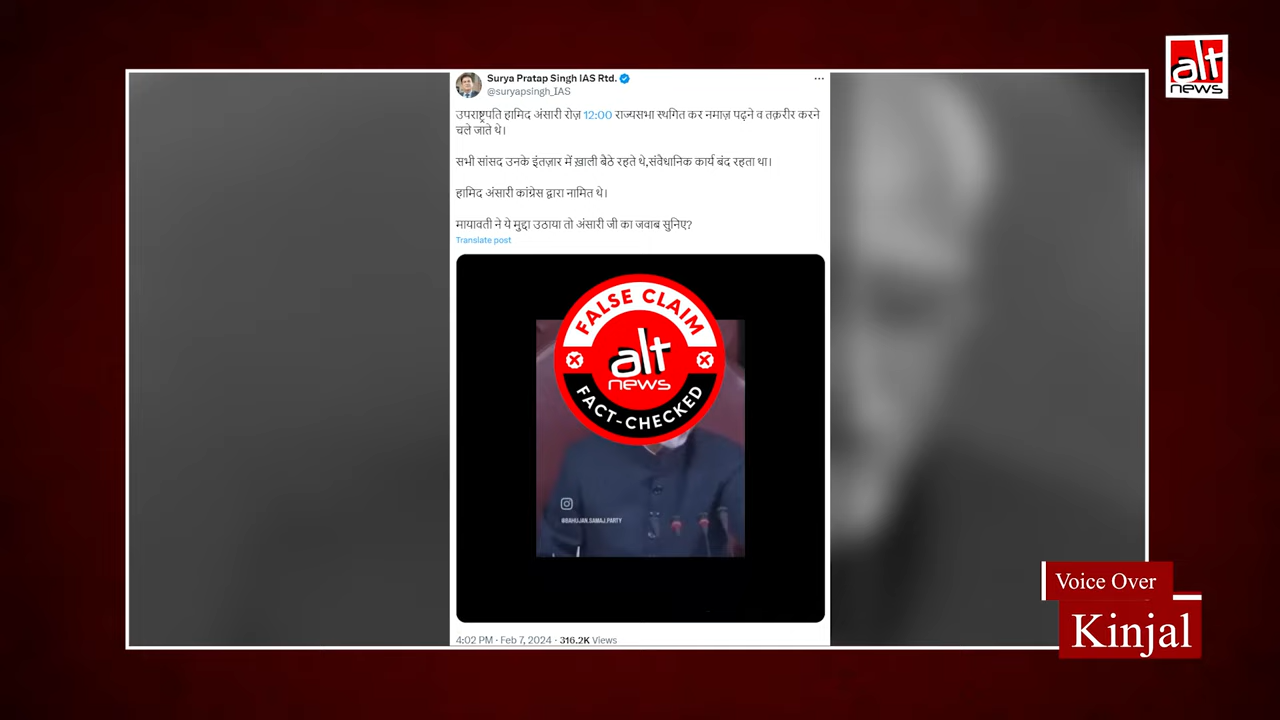 alt
news
Surya Pratap Singh IAS Rtd.
@suryapsingh_IAS
उपराष्ट्रपति हामिद अंसारी रोज़ 12:00 राज्यसभा स्थगित कर नमाज़ पढ़ने व तक़रीर करने
चले जाते थे।
सभी सांसद उनके इंतज़ार में ख़ाली बैठे रहते थे,संवैधानिक कार्य बंद रहता था।
हामिद अंसारी कांग्रेस द्वारा नामित थे।
मायावती ने ये मुद्दा उठाया तो अंसारी जी का जवाब सुनिए?
Translate post
FALSE CLAIM
alt
news
FACT-CHECKED
@BAHUJAN.SAMAJ.PARTY
4:02 PM · Feb 7, 2024 · 316.2K Views
Voice Over
Kinjal